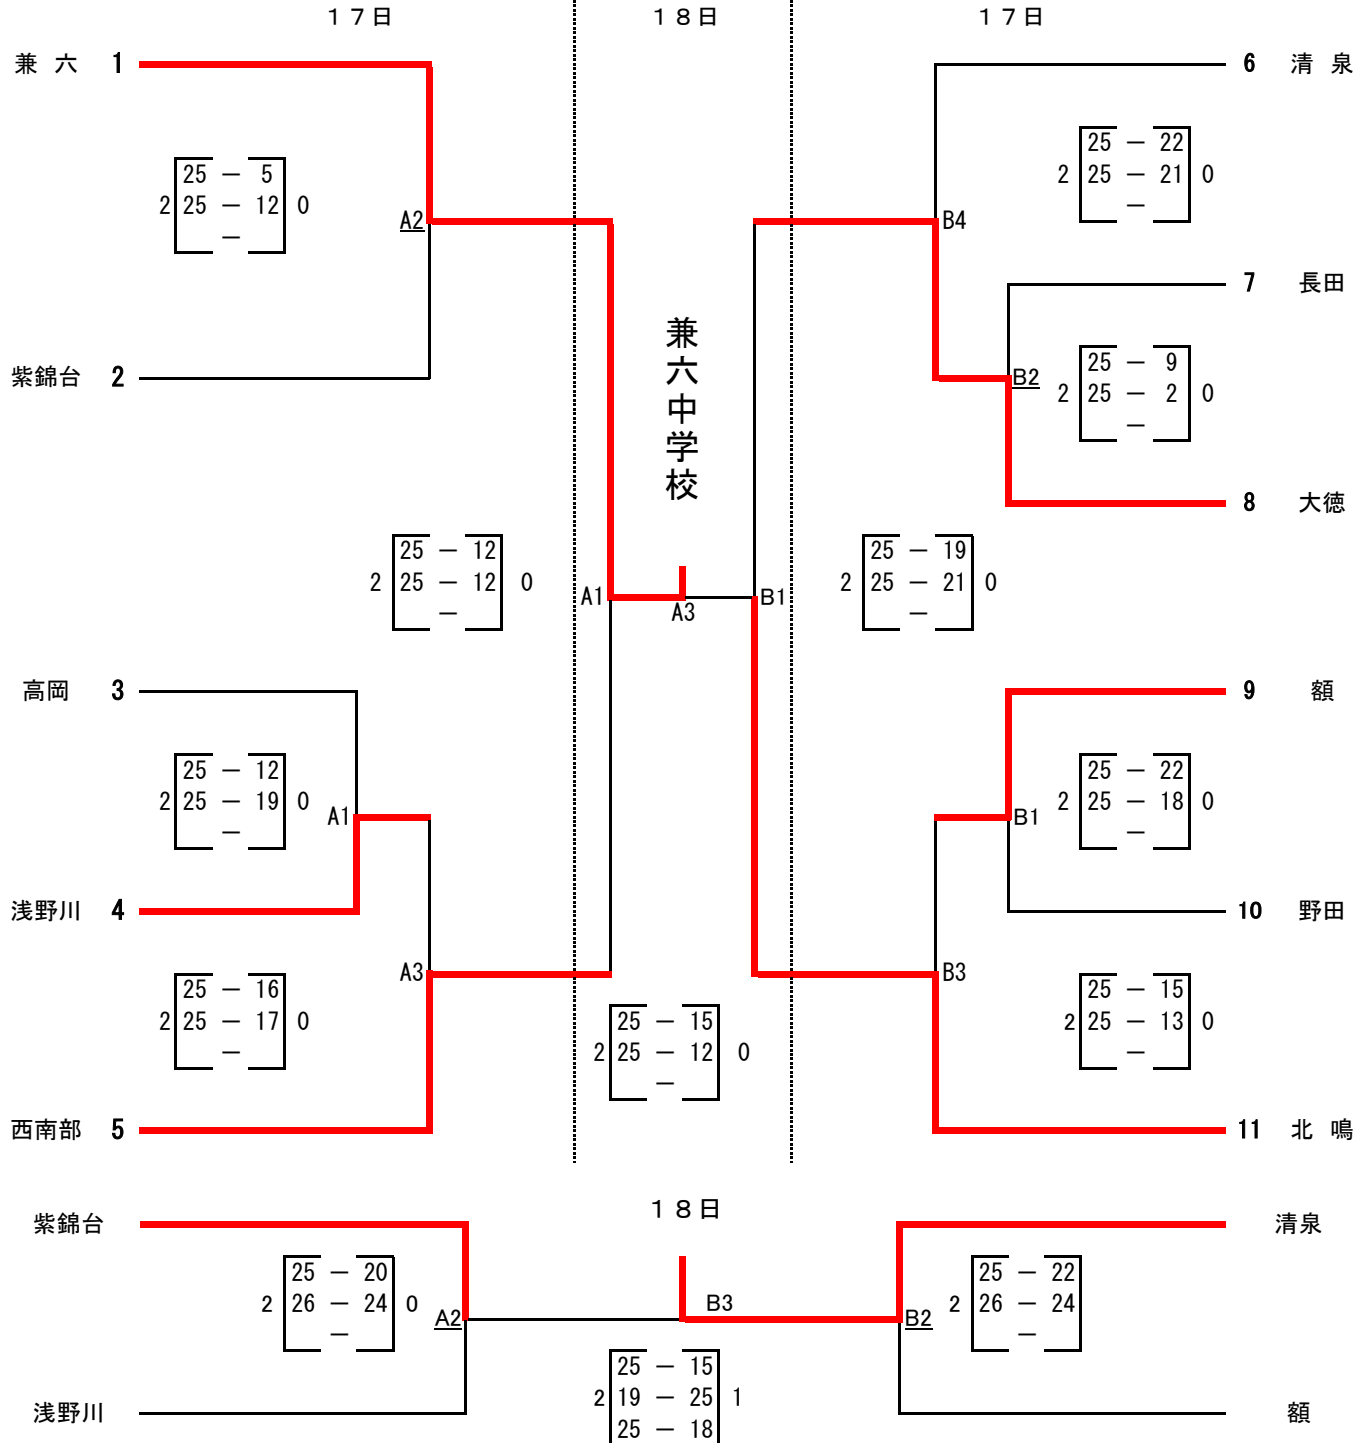 １７日
１８日
１７日
兼 六 1
6 清 泉
25 － 5
2 25 － 12 0
－
25 － 22
2 25 － 21 0
－
A2
B4
7 長田
兼六中学校
紫錦台 2
B2
25 － 9
2 25 － 2 0
－
8 大徳
25 － 12
2 25 － 12 0
－
25 － 19
2 25 － 21 0
－
A1
A3
B1
高岡 3
9 額
25 － 12
2 25 － 19 0
－
A1
B1
25 － 22
2 25 － 18 0
－
浅野川 4
10 野田
A3
B3
25 － 16
2 25 － 17 0
－
25 － 15
2 25 － 12 0
－
25 － 15
2 25 － 13 0
－
西南部 5
11 北 鳴
１８日
紫錦台
清泉
25 － 20
2 26 － 24 0
－
A2
B3
B2
25 － 22
2 26 － 24
－
25 － 15
2 19 － 25 1
25 － 18
浅野川
額